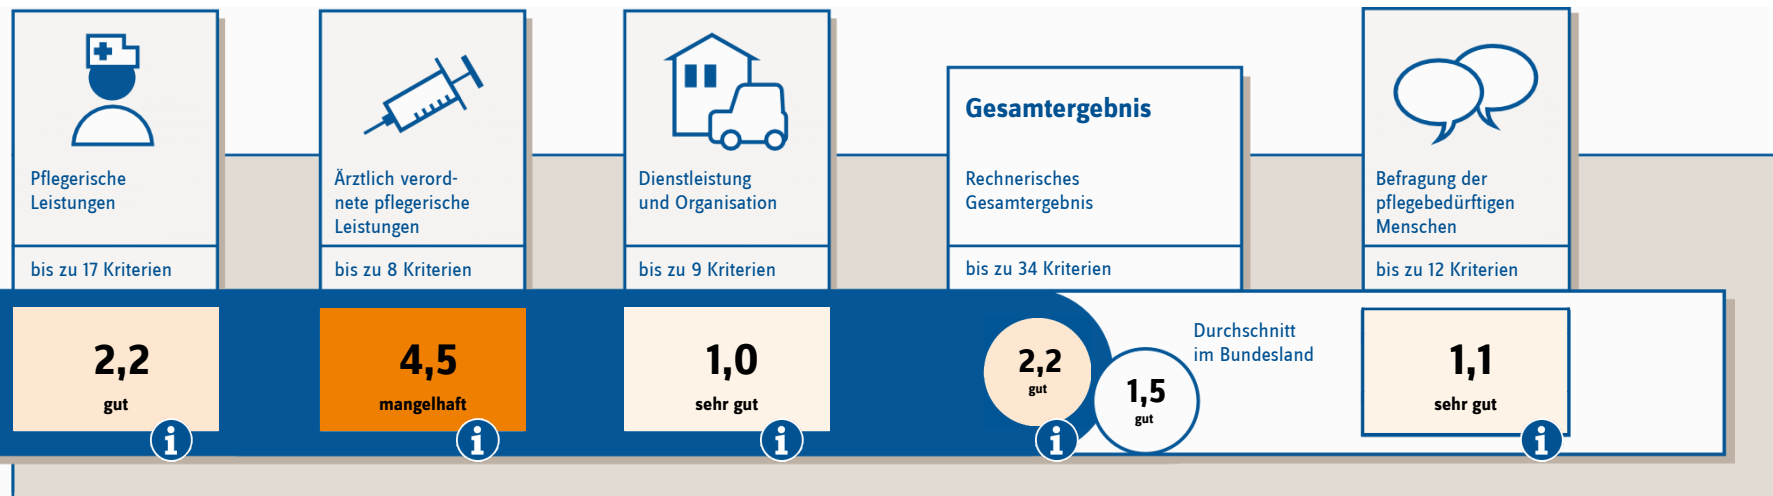 Pflegerische
Leistungen
bis zu 17 Kriterien
2,2
gut
Ärztlich verord-
nete pflegerische
Leistungen
bis zu 8 Kriterien
4,5
mangelhaft
Dienstleistung
und Organisation
bis zu 9 Kriterien
1,0
sehr gut
Gesamtergebnis
Rechnerisches
Gesamtergebnis
bis zu 34 Kriterien
2,2
gut
1,5
gut
Durchschnitt
im Bundesland
Befragung der
pflegebedürftigen
Menschen
bis zu 12 Kriterien
1,1
sehr gut